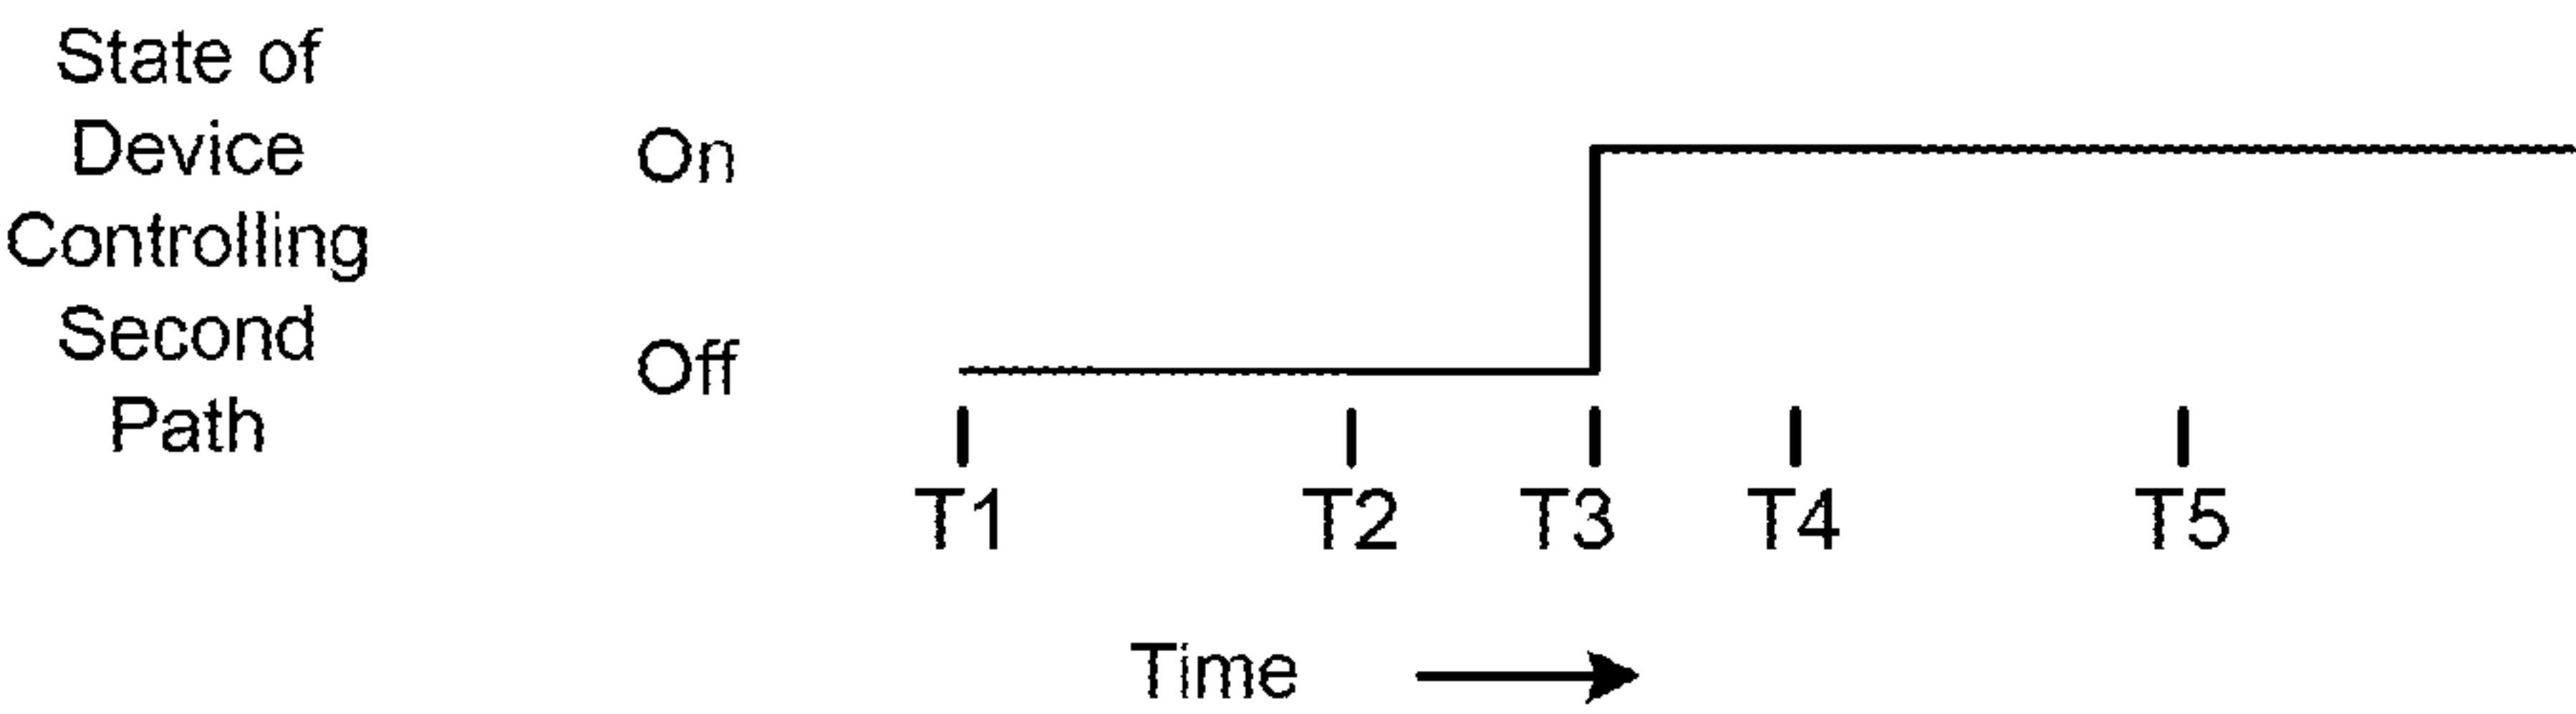 State of
Device
Controlling
Second
Path
On
Off
T1 T2 T3 T4 T5
Time